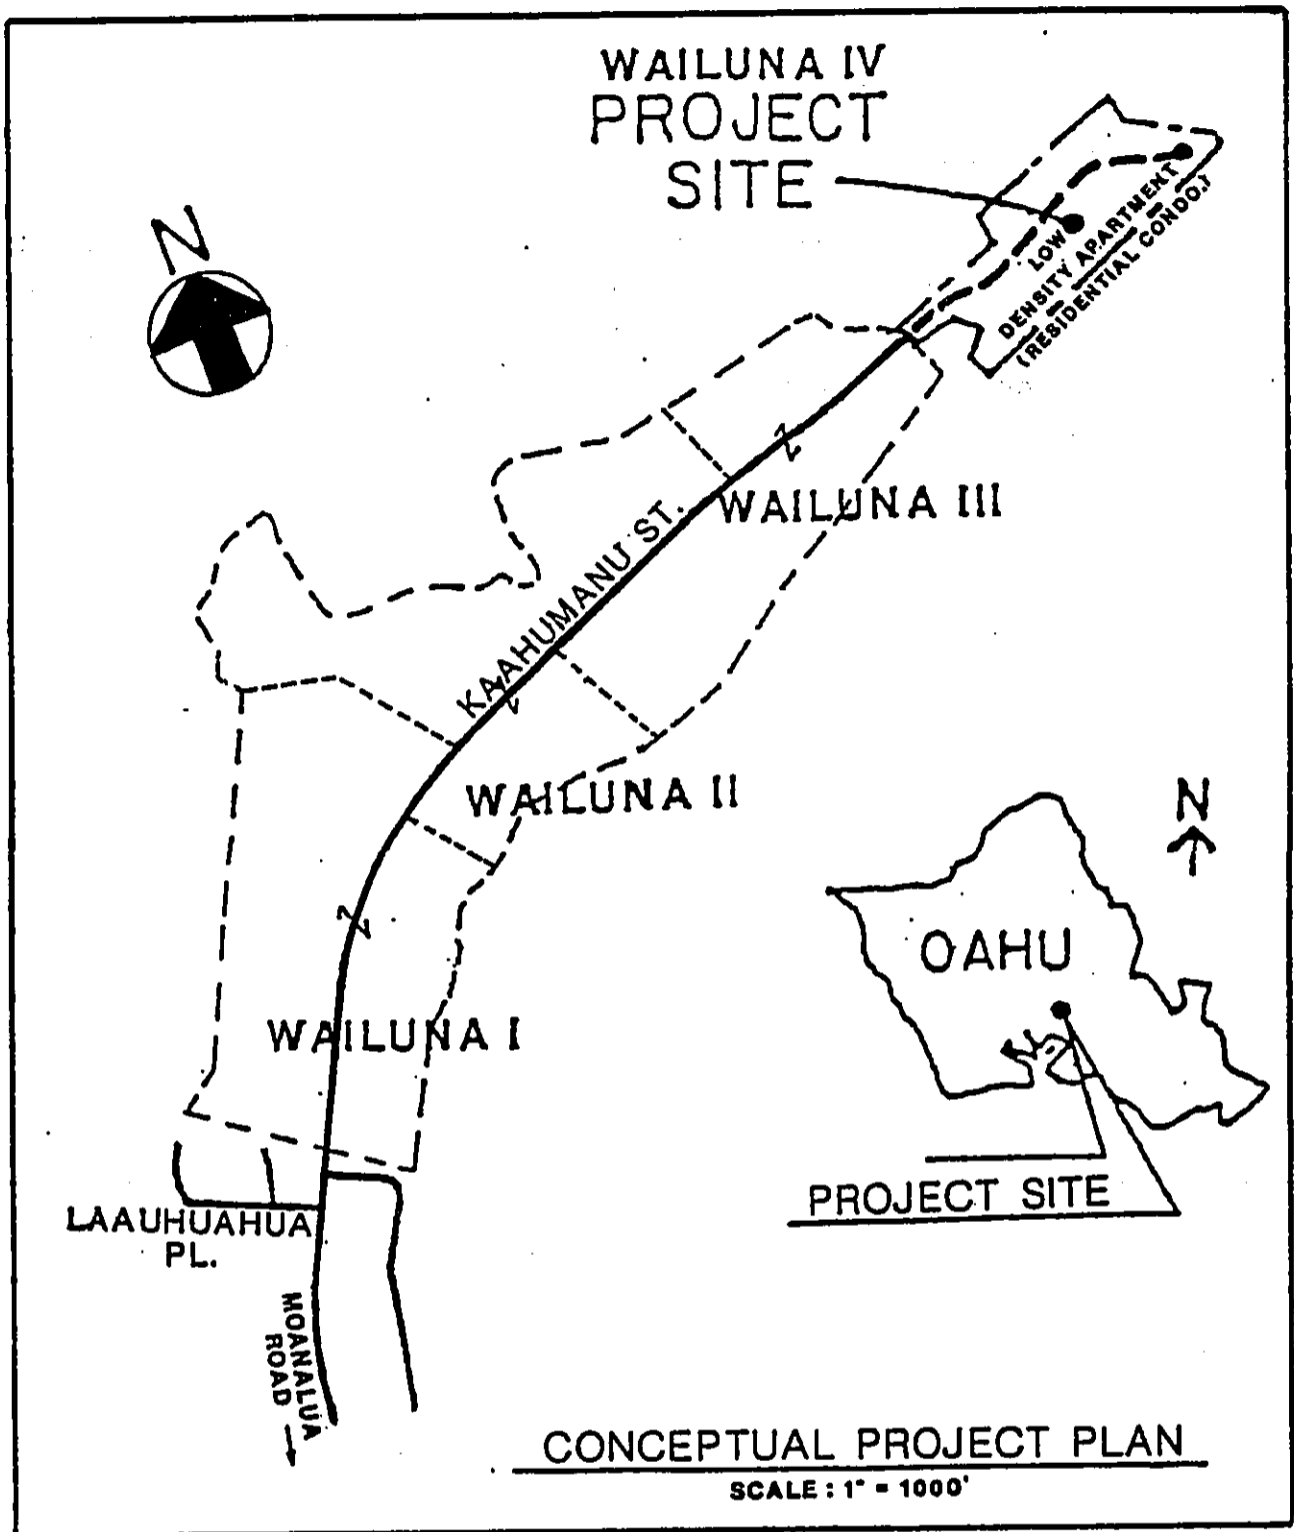 WAILUNA IV
PROJECT
SITE
N
LOW
DENSITY APARTMENT
(RESIDENTIAL CONDO.)
WAILUNA III
KAAHUMANU ST.
WAILUNA II
N
OAHU
WAILUNA I
PROJECT SITE
LAAUHUAHUA
PL.
MOANALUA
ROAD
CONCEPTUAL PROJECT PLAN
SCALE : 1" = 1000'